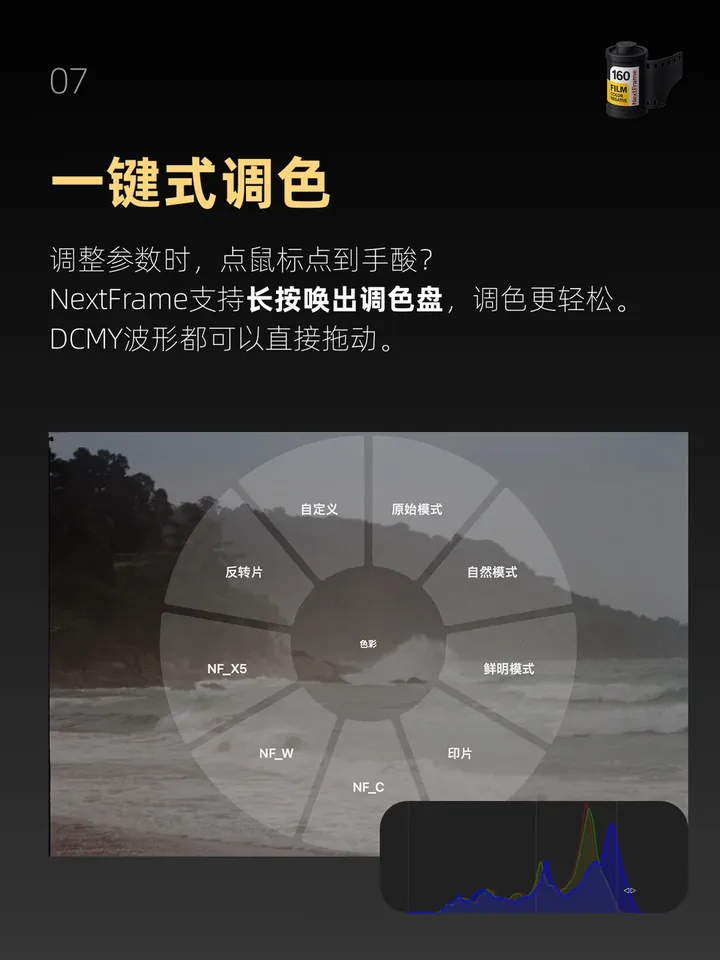 07
160
FILM
COLOR
NEGATIVE
NextFrame
一键式调色
调整参数时，点鼠标点到手酸？
NextFrame支持长按唤出调色盘，调色更轻松。
DCMY波形都可以直接拖动。
自定义
原始模式
反转片
自然模式
色彩
NF_X5
鲜明模式
NF_W
印片
NF_C